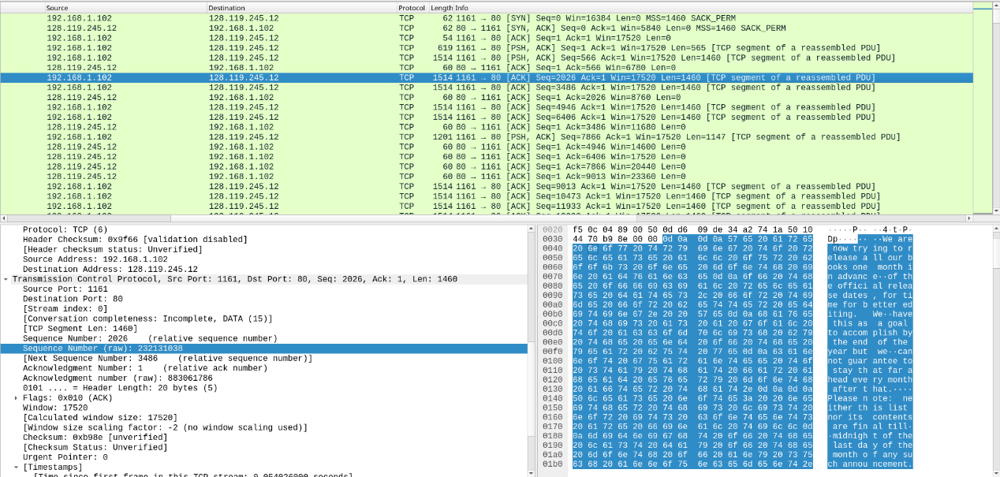 Source Destination Protocol Length Info
192.168.1.102 128.119.245.12 TCP 62 1161 → 80 [SYN] Seq=0 Win=16384 Len=0 MSS=1460 SACK_PERM
128.119.245.12 192.168.1.102 TCP 62 80 → 1161 [SYN, ACK] Seq=0 Ack=1 Win=5840 Len=0 MSS=1460 SACK_PERM
192.168.1.102 128.119.245.12 TCP 54 1161 → 80 [ACK] Seq=1 Ack=1 Win=17520 Len=0
192.168.1.102 128.119.245.12 TCP 619 1161 → 80 [PSH, ACK] Seq=1 Ack=1 Win=17520 Len=565 [TCP segment of a reassembled PDU]
192.168.1.102 128.119.245.12 TCP 1514 1161 → 80 [PSH, ACK] Seq=566 Ack=1 Win=17520 Len=1460 [TCP segment of a reassembled PDU]
128.119.245.12 192.168.1.102 TCP 60 80 → 1161 [ACK] Seq=1 Ack=566 Win=6780 Len=0
192.168.1.102 128.119.245.12 TCP 1514 1161 → 80 [ACK] Seq=2026 Ack=1 Win=17520 Len=1460 [TCP segment of a reassembled PDU]
192.168.1.102 128.119.245.12 TCP 1514 1161 → 80 [ACK] Seq=3486 Ack=1 Win=17520 Len=1460 [TCP segment of a reassembled PDU]
128.119.245.12 192.168.1.102 TCP 60 80 → 1161 [ACK] Seq=1 Ack=2026 Win=8760 Len=0
192.168.1.102 128.119.245.12 TCP 1514 1161 → 80 [ACK] Seq=4946 Ack=1 Win=17520 Len=1460 [TCP segment of a reassembled PDU]
192.168.1.102 128.119.245.12 TCP 1514 1161 → 80 [ACK] Seq=6406 Ack=1 Win=17520 Len=1460 [TCP segment of a reassembled PDU]
128.119.245.12 192.168.1.102 TCP 60 80 → 1161 [ACK] Seq=1 Ack=3486 Win=11680 Len=0
192.168.1.102 128.119.245.12 TCP 1201 1161 → 80 [PSH, ACK] Seq=7866 Ack=1 Win=17520 Len=1147 [TCP segment of a reassembled PDU]
128.119.245.12 192.168.1.102 TCP 60 80 → 1161 [ACK] Seq=1 Ack=4946 Win=14600 Len=0
128.119.245.12 192.168.1.102 TCP 60 80 → 1161 [ACK] Seq=1 Ack=6406 Win=17520 Len=0
128.119.245.12 192.168.1.102 TCP 60 80 → 1161 [ACK] Seq=1 Ack=7866 Win=20440 Len=0
128.119.245.12 192.168.1.102 TCP 60 80 → 1161 [ACK] Seq=1 Ack=9013 Win=23360 Len=0
192.168.1.102 128.119.245.12 TCP 1514 1161 → 80 [ACK] Seq=9013 Ack=1 Win=17520 Len=1460 [TCP segment of a reassembled PDU]
192.168.1.102 128.119.245.12 TCP 1514 1161 → 80 [ACK] Seq=10473 Ack=1 Win=17520 Len=1460 [TCP segment of a reassembled PDU]
192.168.1.102 128.119.245.12 TCP 1514 1161 → 80 [ACK] Seq=11933 Ack=1 Win=17520 Len=1460 [TCP segment of a reassembled PDU]
Protocol: TCP (6)
Header Checksum: 0x9f66 [validation disabled]
[Header checksum status: Unverified]
Source Address: 192.168.1.102
Destination Address: 128.119.245.12
Transmission Control Protocol, Src Port: 1161, Dst Port: 80, Seq: 2026, Ack: 1, Len: 1460
Source Port: 1161
Destination Port: 80
[Stream index: 0]
[Conversation completeness: Incomplete, DATA (15)]
[TCP Segment Len: 1460]
Sequence Number: 2026 (relative sequence number)
Sequence Number (raw): 232131038
[Next Sequence Number: 3486 (relative sequence number)]
Acknowledgment Number: 1 (relative ack number)
Acknowledgment number (raw): 883061786
0101 .... = Header Length: 20 bytes (5)
Flags: 0x010 (ACK)
Window: 17520
[Calculated window size: 17520]
[Window size scaling factor: -2 (no window scaling used)]
Checksum: 0xb98e [unverified]
[Checksum Status: Unverified]
Urgent Pointer: 0
[Timestamps]
[Time since first frame in this TCP stream: 0.054026000 seconds]
0020 f5 0c 04 89 00 50 0d d6 09 de 34 a2 74 1a 50 10 ·····P·· ··4·t·P·
0030 44 70 b9 8e 00 00 0d 0a 0d 0a 57 65 20 61 72 65 Dp······ ··We are
0040 20 6e 6f 77 20 74 72 79 69 6e 67 20 74 6f 20 72 now try ing to r
0050 65 6c 65 61 73 65 20 61 6c 6c 20 6f 75 72 20 62 elease a ll our b
0060 6f 6f 6b 73 20 6f 6e 65 20 6d 6f 6e 74 68 20 69 ooks one month i
0070 6e 20 61 64 76 61 6e 63 65 0d 0a 6f 66 20 74 68 n advanc e··of th
0080 65 20 6f 66 66 69 63 69 61 6c 20 72 65 6c 65 61 e offici al relea
0090 73 65 20 64 61 74 65 73 2c 20 66 6f 72 20 74 69 se dates , for ti
00a0 6d 65 20 66 6f 72 20 62 65 74 74 65 72 20 65 64 me for b etter ed
00b0 69 74 69 6e 67 2e 20 20 57 65 0d 0a 68 61 76 65 iting. We··have
00c0 20 74 68 69 73 20 61 73 20 61 20 67 6f 61 6c 20 this as a goal
00d0 74 6f 20 61 63 63 6f 6d 70 6c 69 73 68 20 62 79 to accom plish by
00e0 20 74 68 65 20 65 6e 64 20 6f 66 20 74 68 65 20 the end of the
00f0 79 65 61 72 20 62 75 74 20 77 65 0d 0a 63 61 6e year but we··can
0100 6e 6f 74 20 67 75 61 72 61 6e 74 65 65 20 74 6f not guar antee to
0110 20 73 74 61 79 20 74 68 61 74 20 66 61 72 20 61 stay th at far a
0120 68 65 61 64 20 65 76 65 72 79 20 6d 6f 6e 74 68 head eve ry month
0130 20 61 66 74 65 72 20 74 68 61 74 2e 0d 0a 0d 0a after t hat.····
0140 50 6c 65 61 73 65 20 6e 6f 74 65 3a 20 20 6e 65 Please n ote: ne
0150 69 74 68 65 72 20 74 68 69 73 20 6c 69 73 74 20 ither th is list
0160 6e 6f 72 20 69 74 73 20 63 6f 6e 74 65 6e 74 73 nor its contents
0170 20 61 72 65 20 66 69 6e 61 6c 20 74 69 6c 6c 0d are fin al till·
0180 0a 6d 69 64 6e 69 67 68 74 20 6f 66 20 74 68 65 ·midnigh t of the
0190 20 6c 61 73 74 20 64 61 79 20 6f 66 20 74 68 65 last da y of the
01a0 20 6d 6f 6e 74 68 20 6f 66 20 61 6e 79 20 73 75 month o f any su
01b0 63 68 20 61 6e 6e 6f 75 6e 63 65 6d 65 6e 74 2e ch annou ncement.